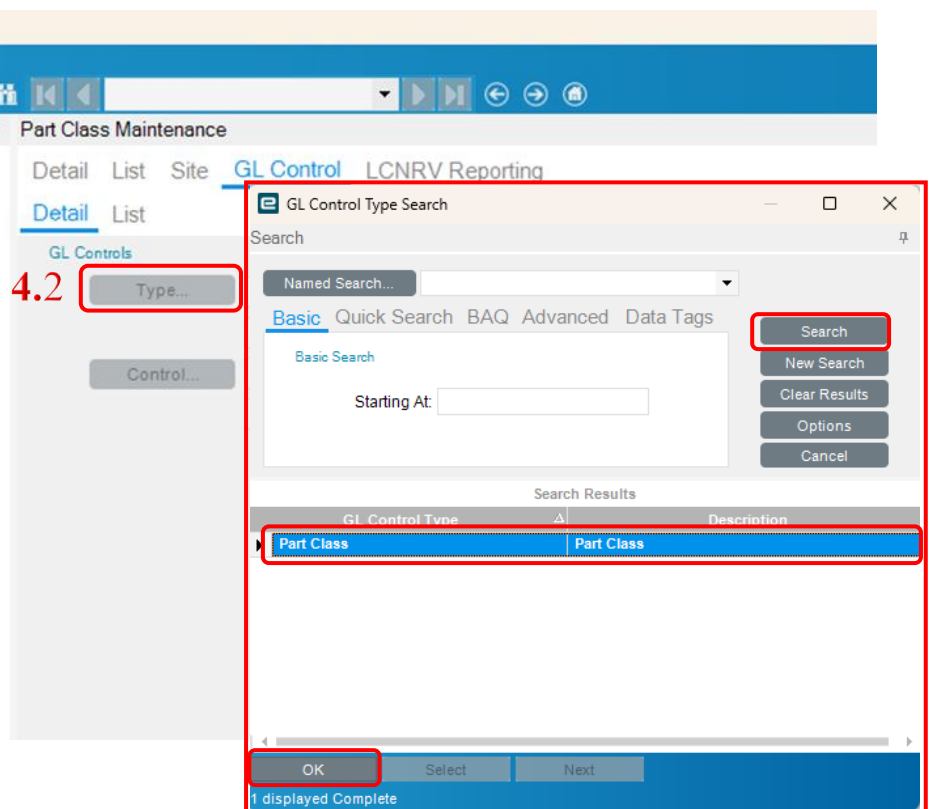 Part Class Maintenance
Detail List Site GL Control LCNRV Reporting
Detail List
GL Controls
4.2 Type...
Control...
GL Control Type Search
Search
Named Search...
Basic Quick Search BAQ Advanced Data Tags
Basic Search
Starting At:
Search
New Search
Clear Results
Options
Cancel
Search Results
GL Control Type Description
Part Class Part Class
OK Select Next
1 displayed Complete